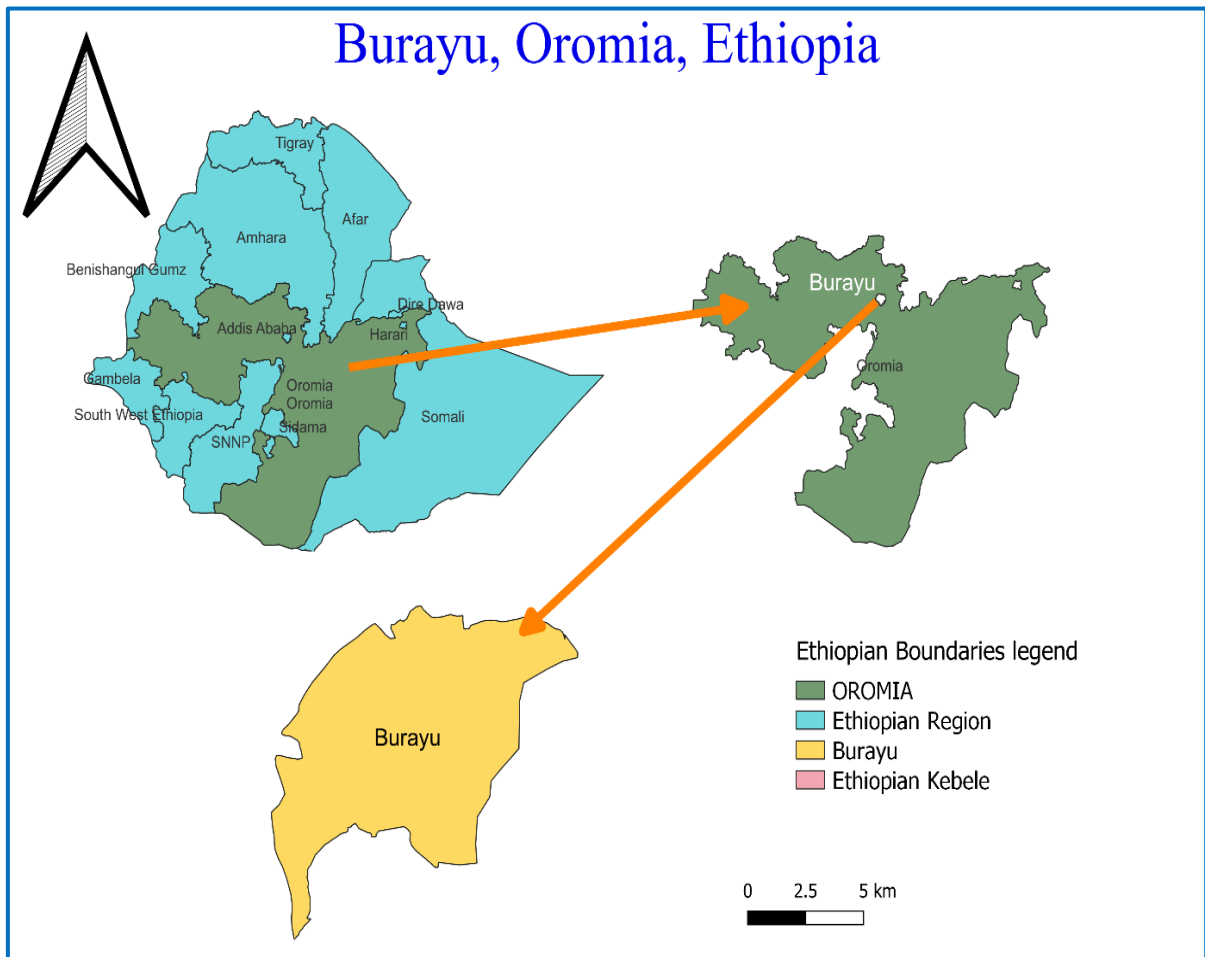 Burayu, Oromia, Ethiopia
Tigray
Afar
Amhara
Benishangul Gumz
Dire Dawa
Addis Ababa
Harari
Gambela
Oromia
Oromia
South West Ethiopia
Sidama
SNNP
Somali
Burayu
Oromia
Burayu
Ethiopian Boundaries legend
OROMIA
Ethiopian Region
Burayu
Ethiopian Kebele
0 2.5 5 km